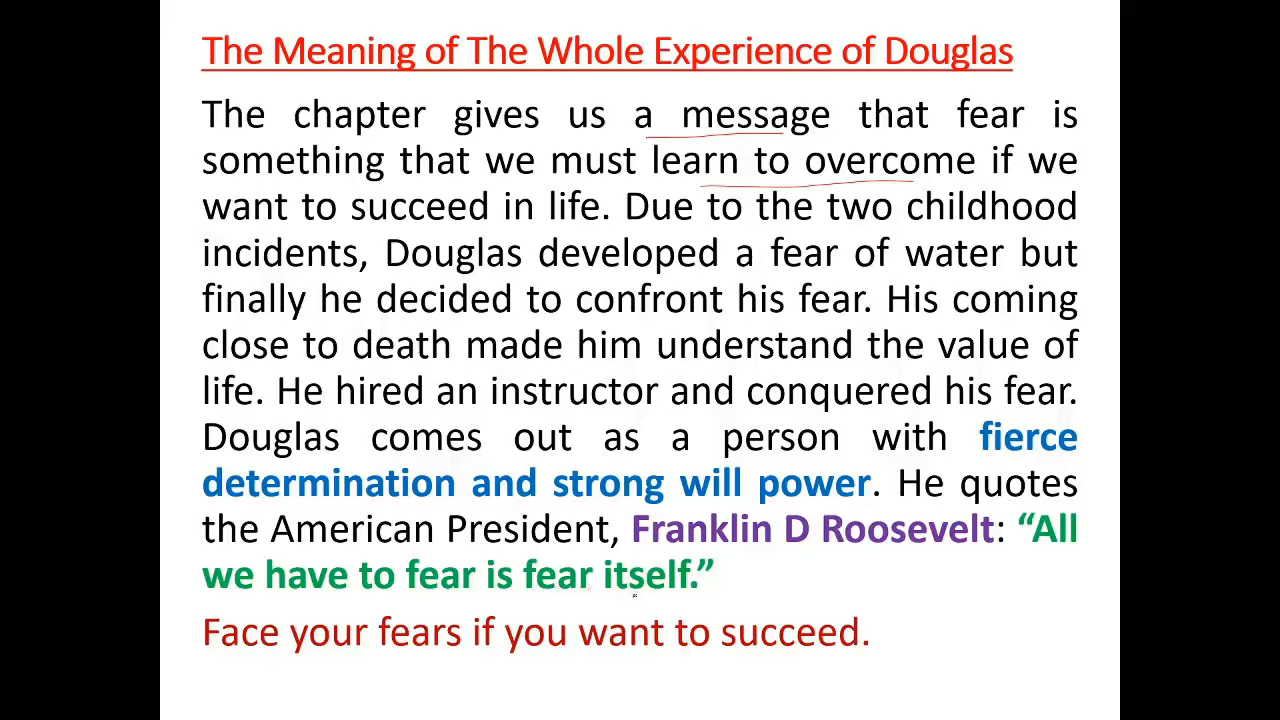 The Meaning of The Whole Experience of Douglas
The chapter gives us a message that fear is
something that we must learn to overcome if we
want to succeed in life. Due to the two childhood
incidents, Douglas developed a fear of water but
finally he decided to confront his fear. His coming
close to death made him understand the value of
life. He hired an instructor and conquered his fear.
Douglas comes out as a person with fierce
determination and strong will power. He quotes
the American President, Franklin D Roosevelt: “All
we have to fear is fear itself.”
Face your fears if you want to succeed.